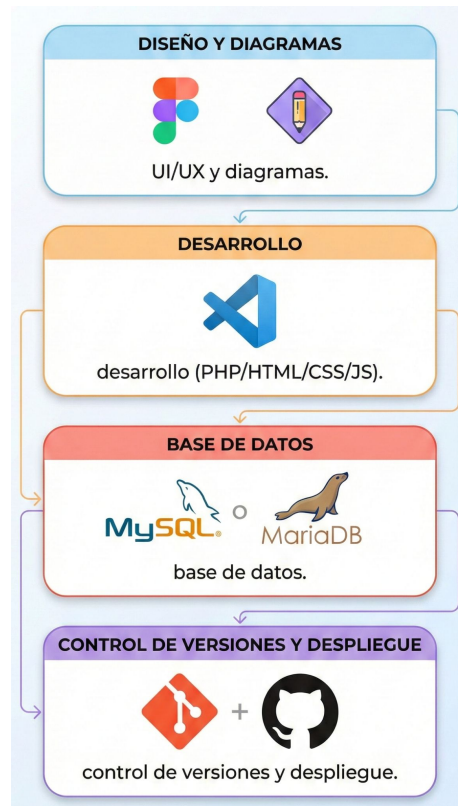 DISEÑO Y DIAGRAMAS
UI/UX y diagramas.
DESARROLLO
desarrollo (PHP/HTML/CSS/JS).
BASE DE DATOS
MySQL® o MariaDB
base de datos.
CONTROL DE VERSIONES Y DESPLIEGUE
+
control de versiones y despliegue.